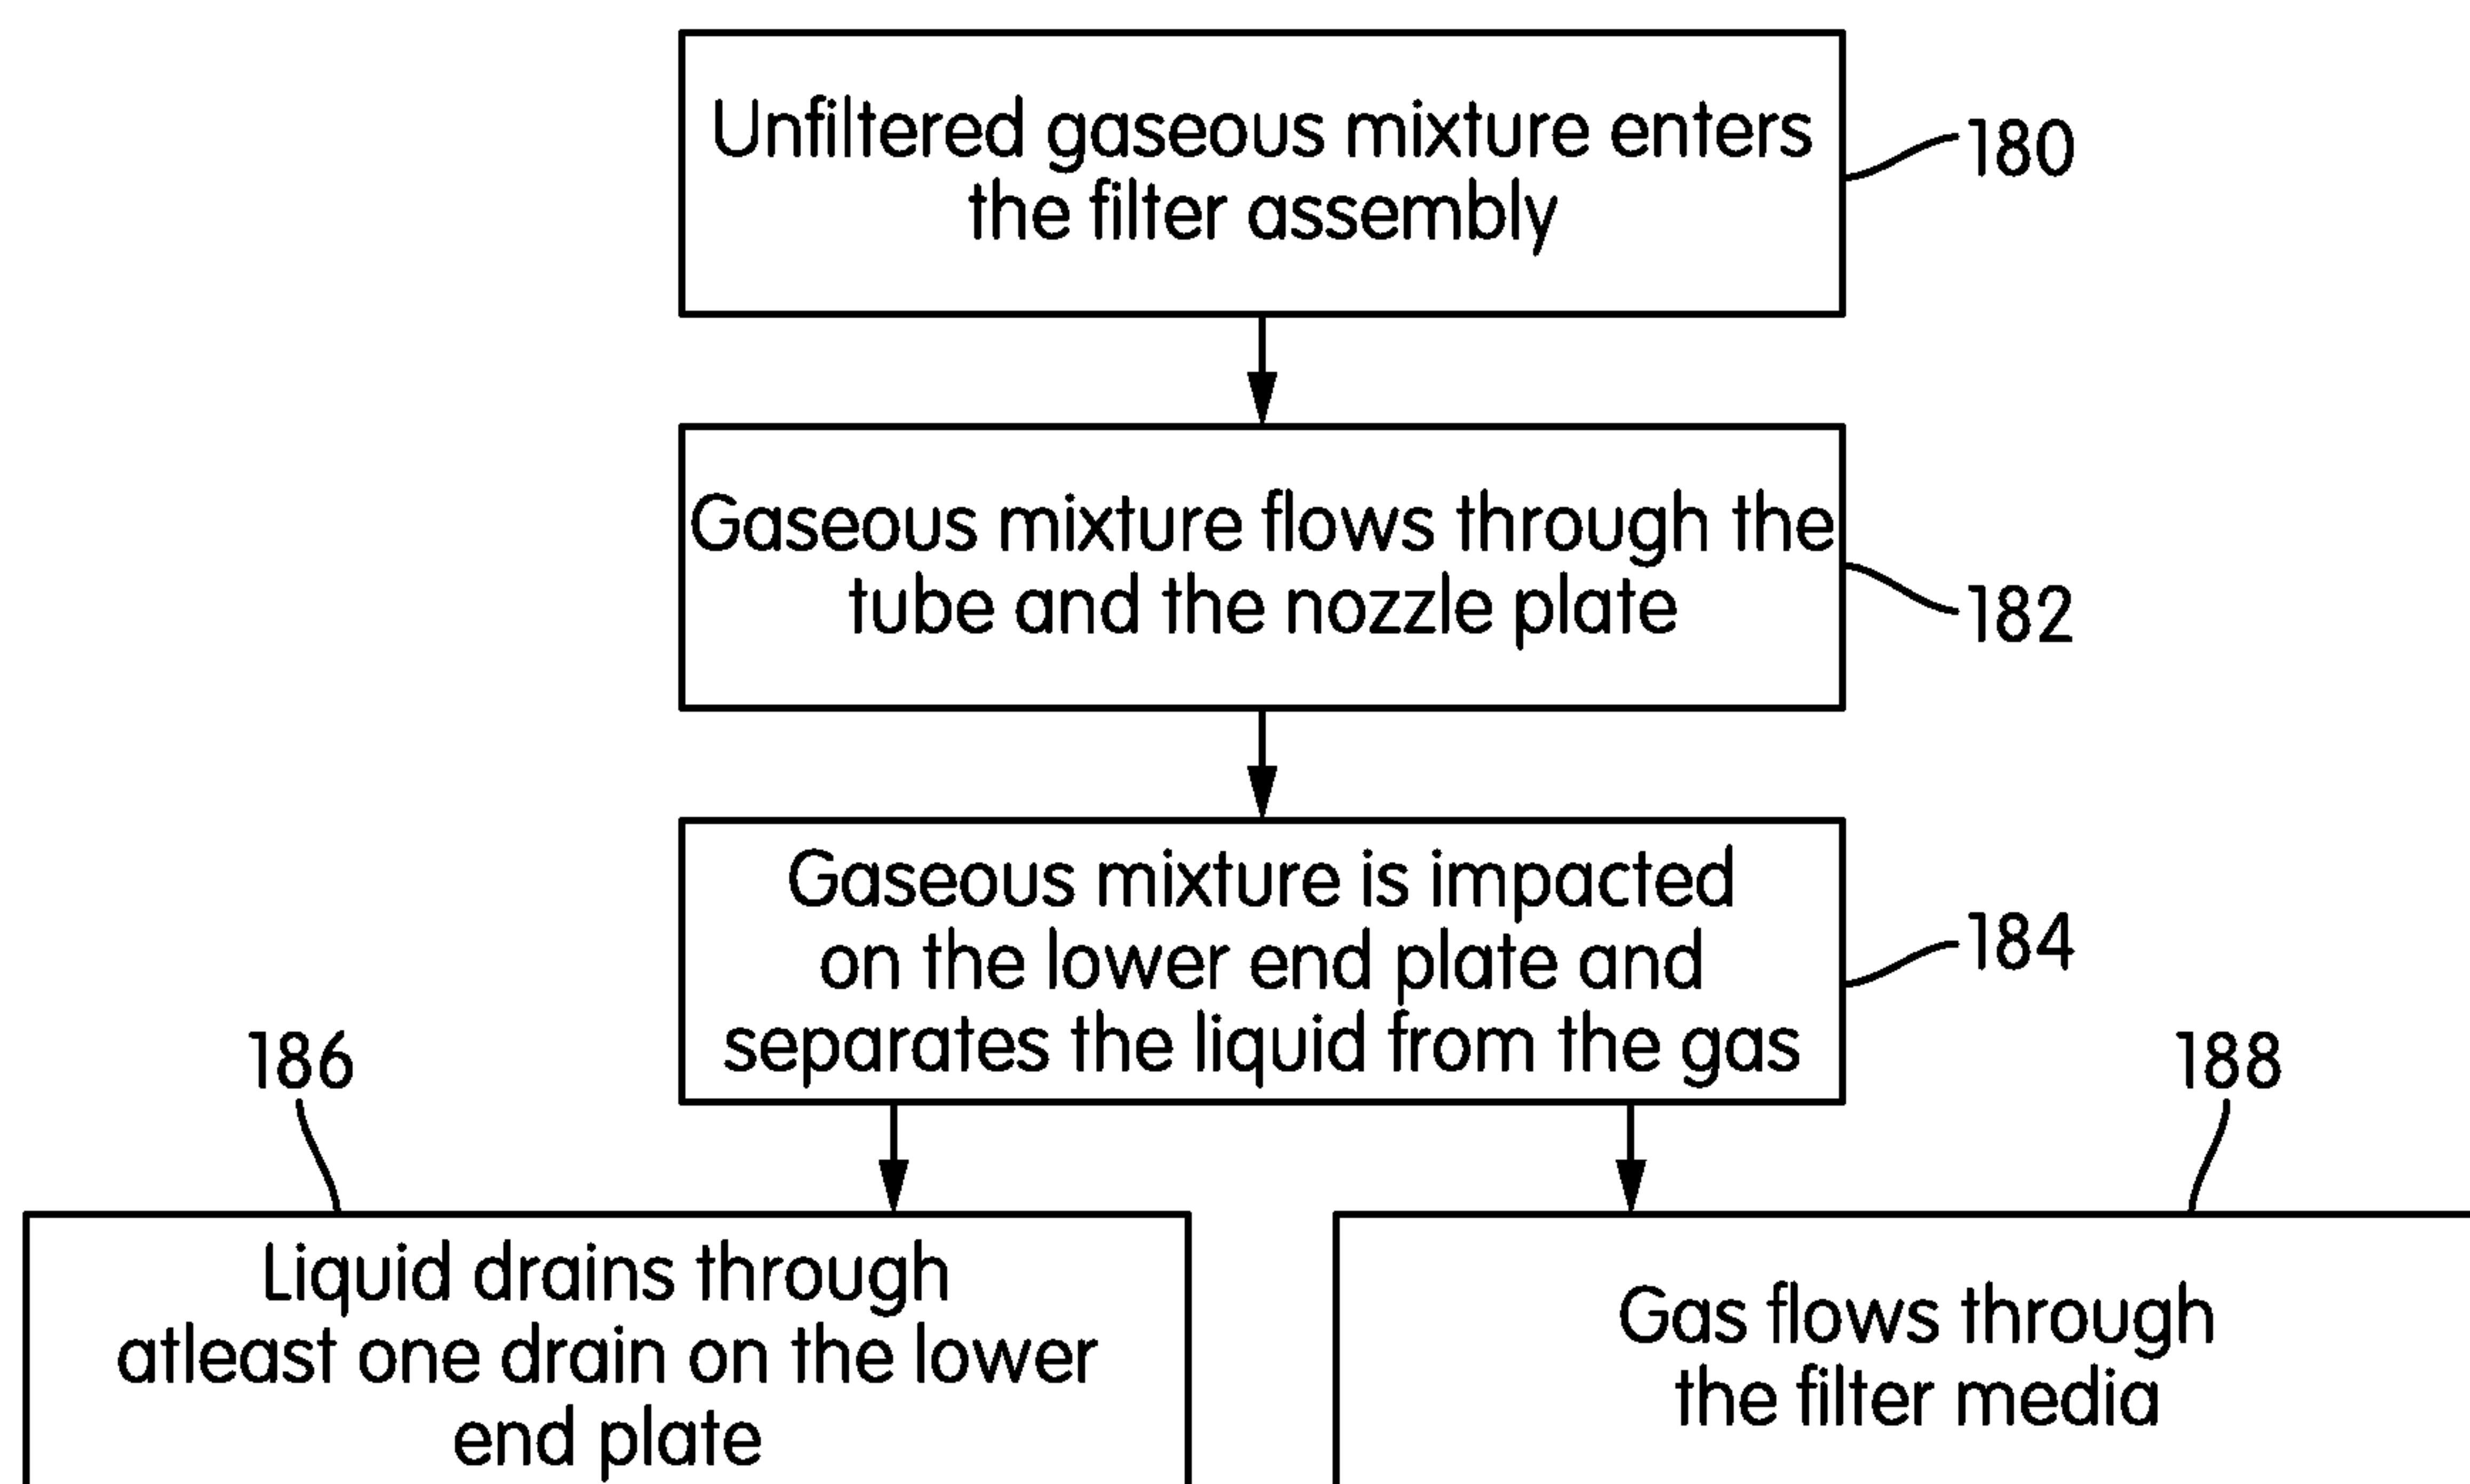 Unfiltered gaseous mixture enters
the filter assembly
180
Gaseous mixture flows through the
tube and the nozzle plate
182
Gaseous mixture is impacted
on the lower end plate and
separates the liquid from the gas
184
186
188
Liquid drains through
atleast one drain on the lower
end plate
Gas flows through
the filter media